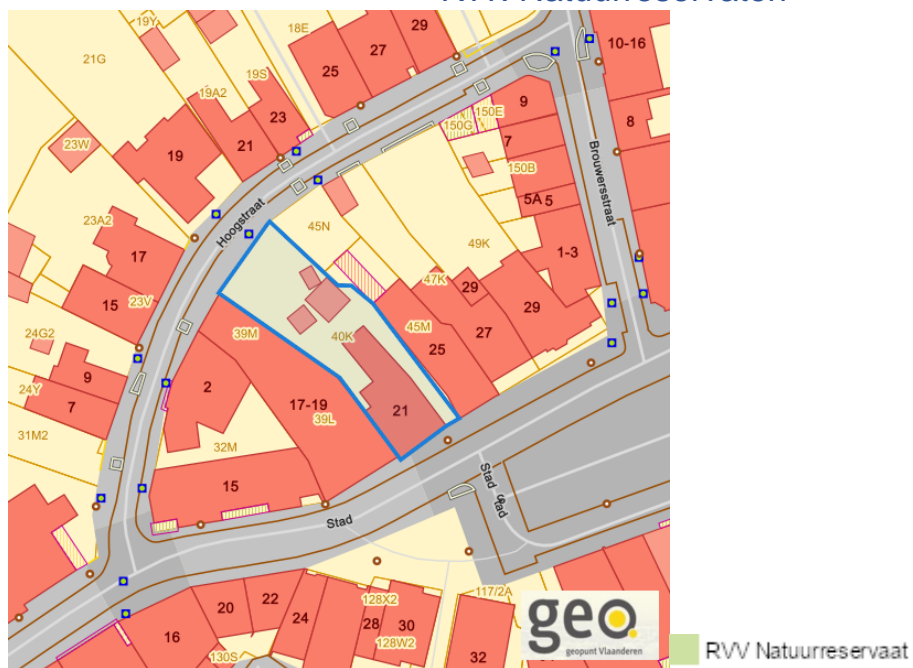 RVV Natuurreservaten
19Y
18E
29
27
25
21G
19S
10-16
19A2
23
9
150E
150G
8
23W
19
21
7
150B
Brouwersstraat
5A 5
Hoogstraat
45N
23A2
49K
17
1-3
15
23V
47K
29
29
24G2
39M
40K
45M
27
25
9
2
24Y
7
17-19
39L
21
31M2
32M
15
Stad
Stad
Stad
117/2A
22
20
128X2
24
28
30
128W2
16
130S
32
geo.
geopunt Vlaanderen
RVV Natuurreservaat